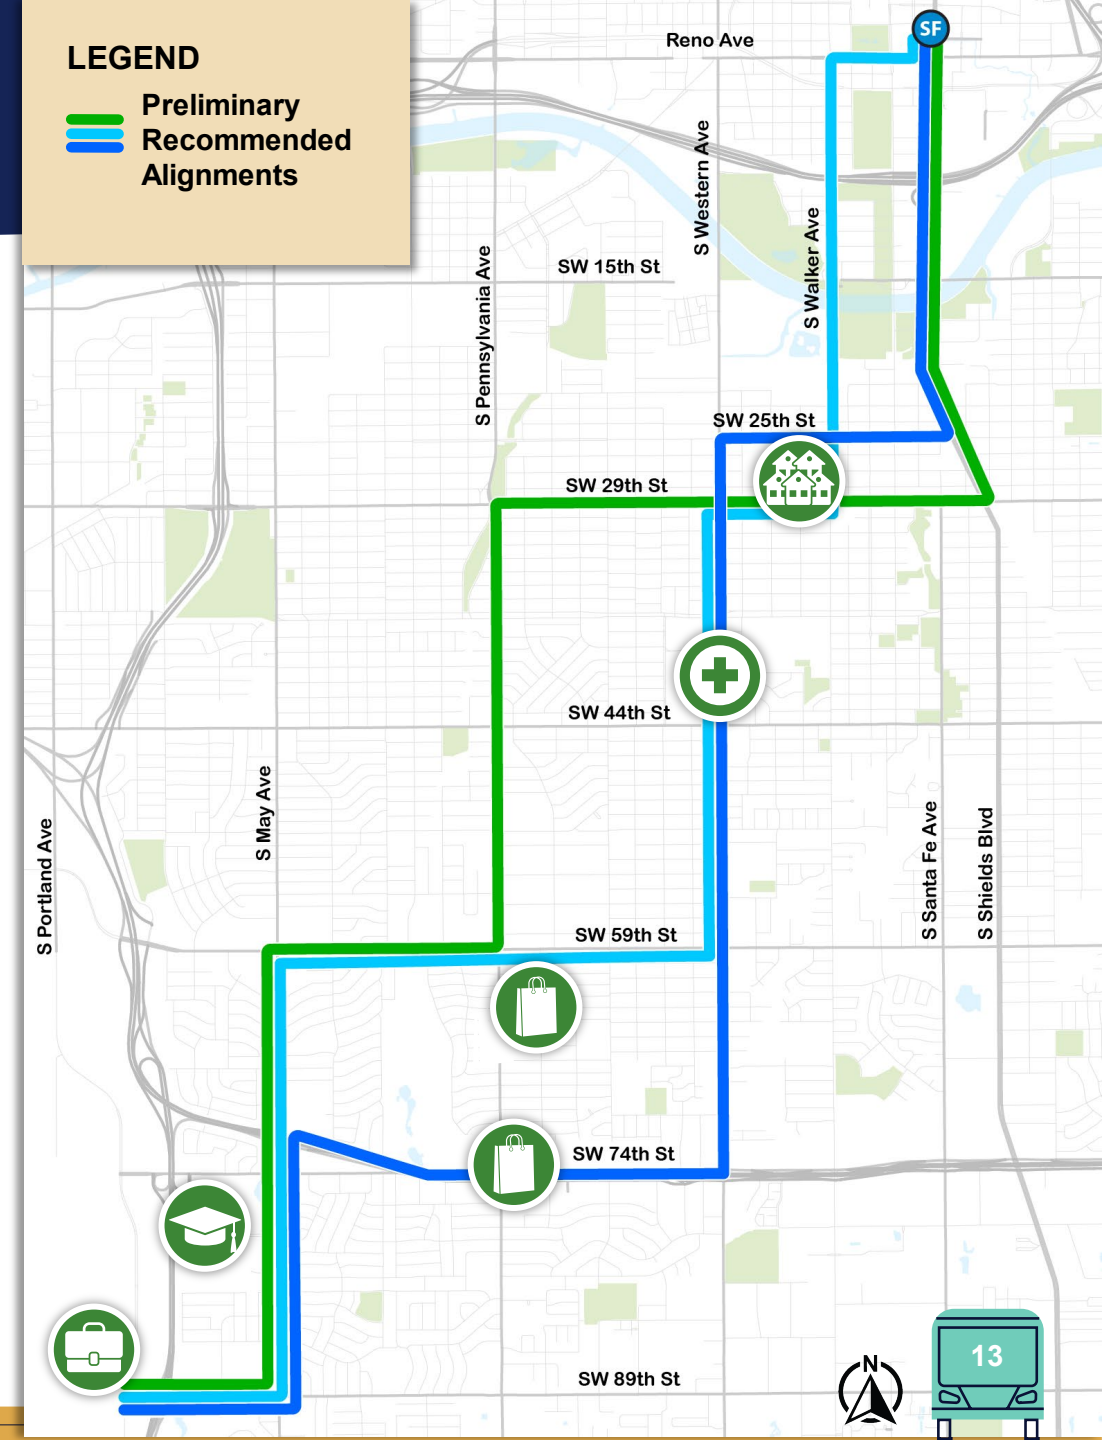 LEGEND
Preliminary
Recommended
Alignments
SF
Reno Ave
S Western Ave
S Walker Ave
S Pennsylvania Ave
SW 15th St
SW 25th St
SW 29th St
SW 44th St
S May Ave
S Portland Ave
S Santa Fe Ave
S Shields Blvd
SW 59th St
SW 74th St
SW 89th St
N
13